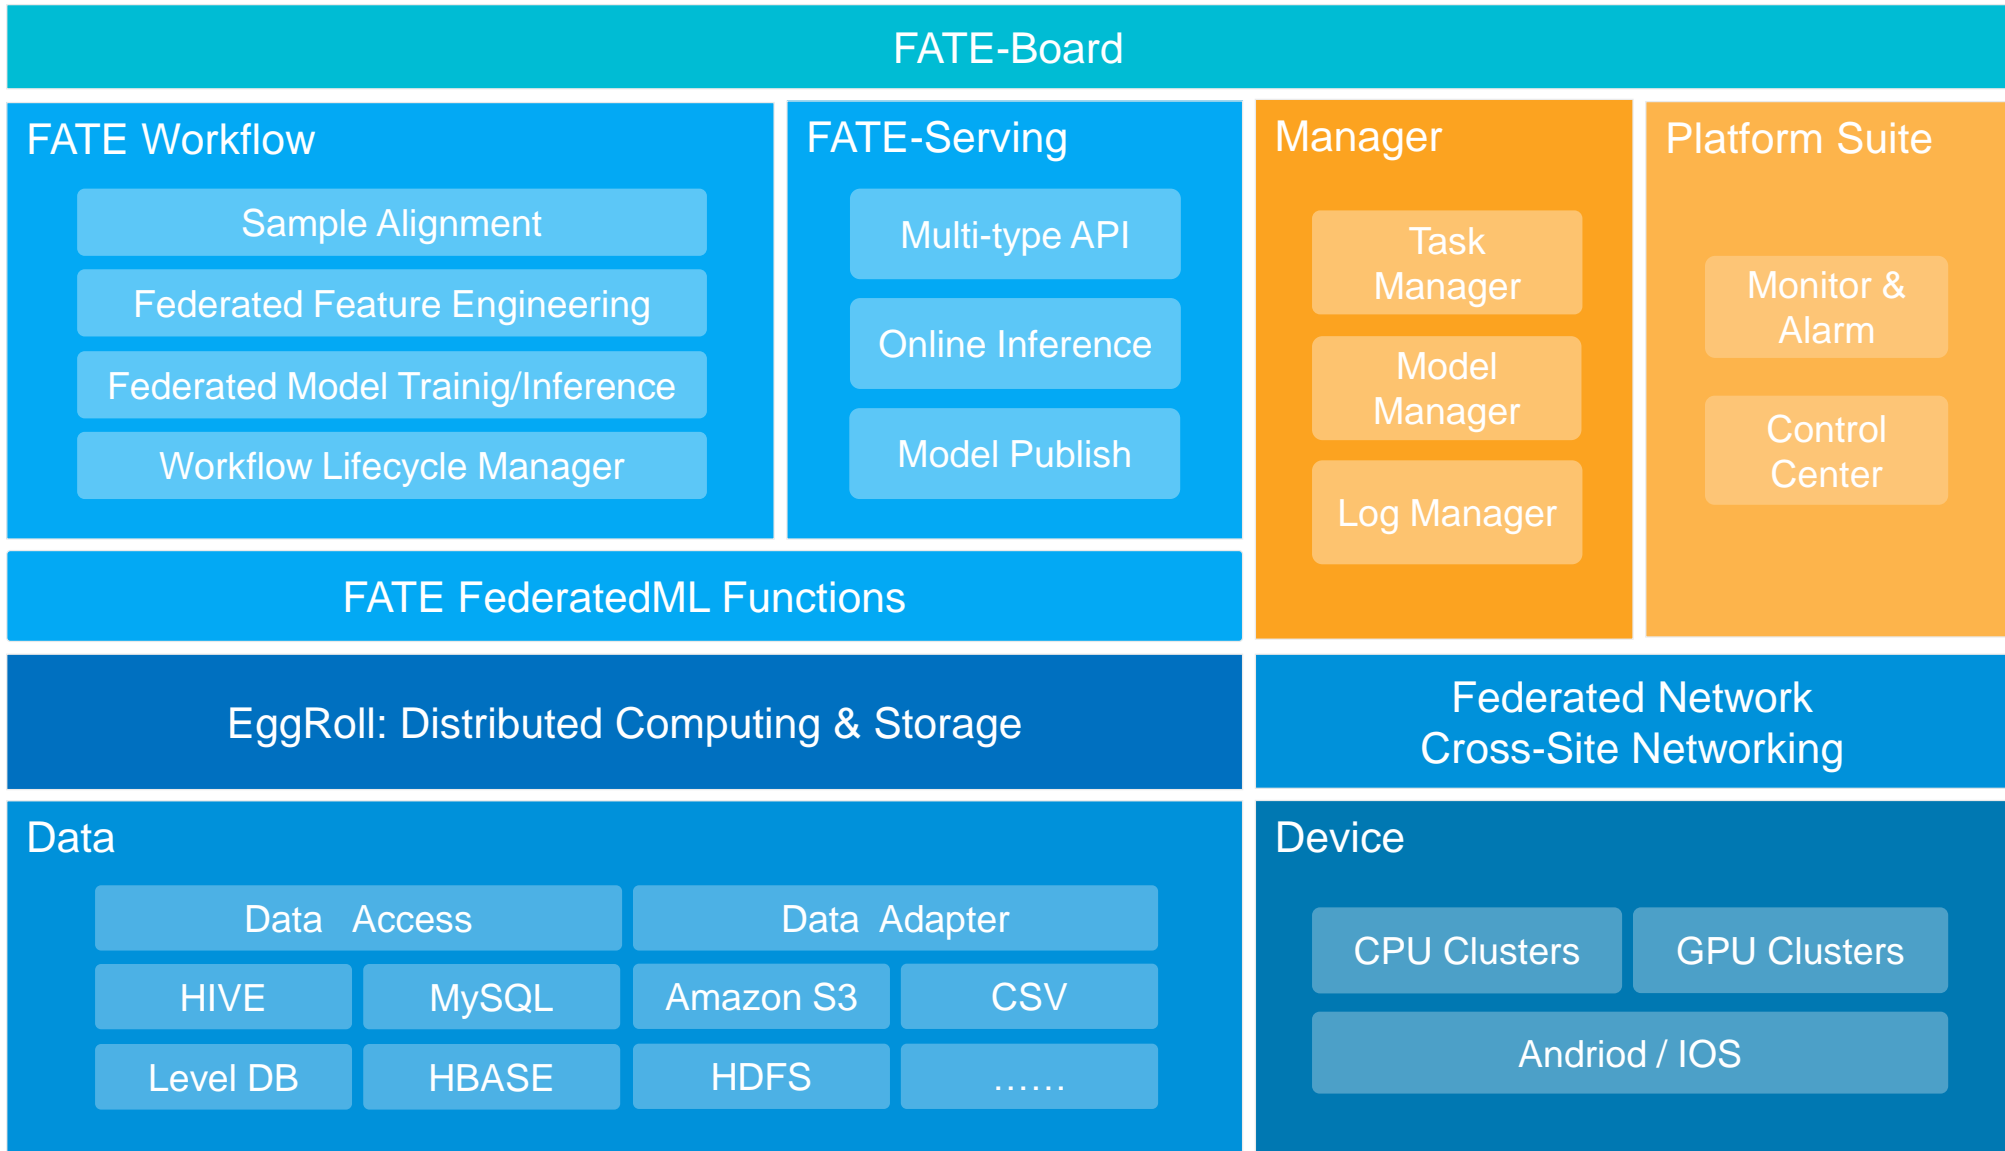 FATE-Board
FATE Workflow
Sample Alignment
Federated Feature Engineering
Federated Model Trainig/Inference
Workflow Lifecycle Manager
FATE-Serving
Multi-type API
Online Inference
Model Publish
Manager
Task
Manager
Model
Manager
Log Manager
Platform Suite
Monitor &
Alarm
Control
Center
FATE FederatedML Functions
EggRoll: Distributed Computing & Storage
Federated Network
Cross-Site Networking
Data
Data Access
Data Adapter
HIVE
MySQL
Amazon S3
CSV
Level DB
HBASE
HDFS
......
Device
CPU Clusters
GPU Clusters
Andriod / IOS